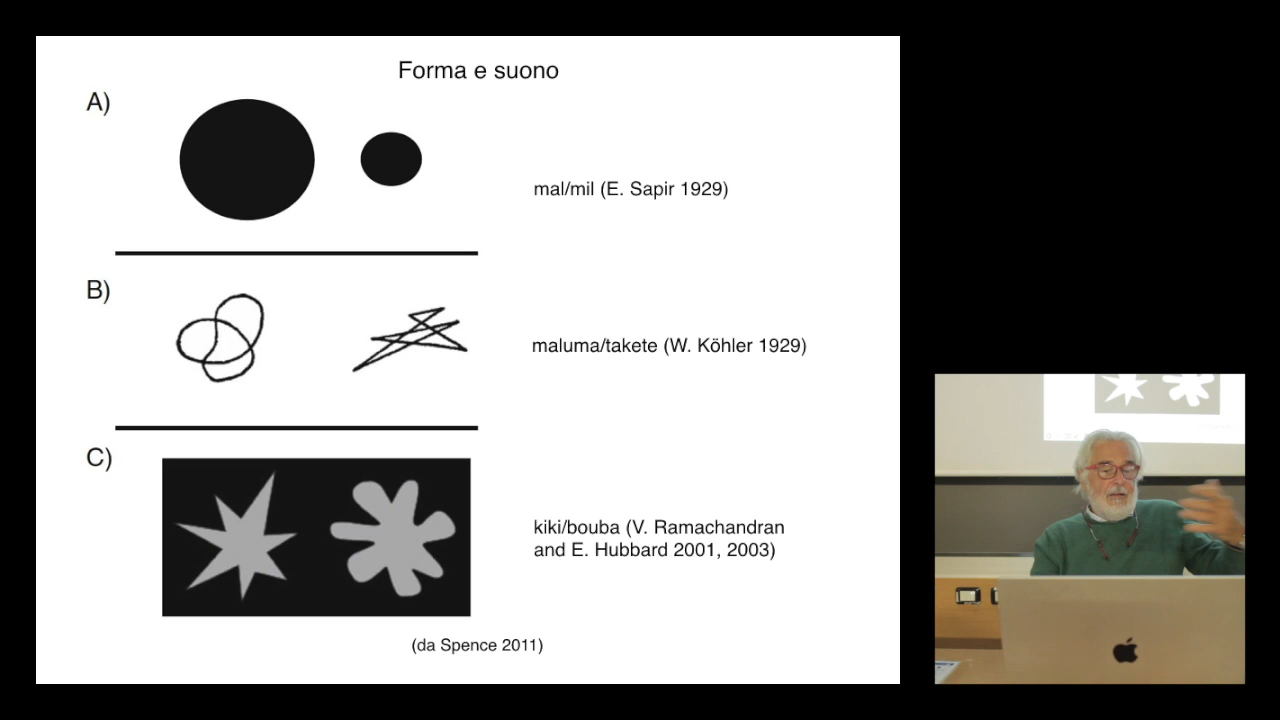 Forma e suono
A)
mal/mil (E. Sapir 1929)
B)
maluma/takete (W. Köhler 1929)
C)
kiki/bouba (V. Ramachandran
and E. Hubbard 2001, 2003)
(da Spence 2011)